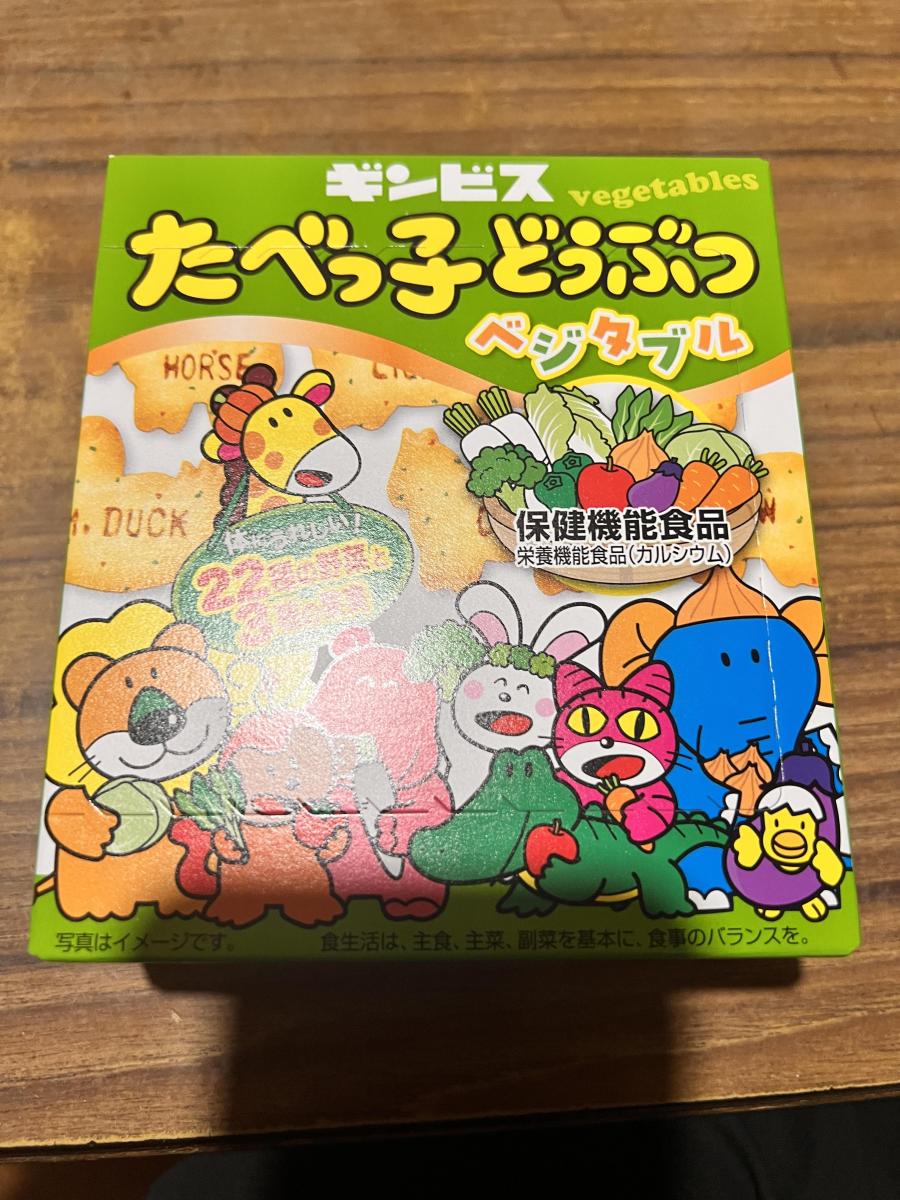 ギンビス vegetables
たべっ子どうぶつ
ベジタブル
HORSE
DUCK
体にうれしい!
22種の野菜と
3種の
保健機能食品
栄養機能食品(カルシウム)
写真はイメージです。 食生活は、主食、主菜、副菜を基本に、食事のバランスを。